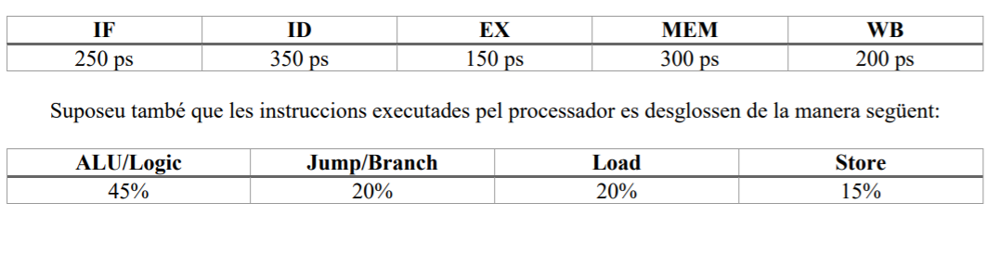 IF ID EX MEM WB
250 ps 350 ps 150 ps 300 ps 200 ps
Suposeu també que les instruccions executades pel processador es desglossen de la manera següent:
ALU/Logic Jump/Branch Load Store
45% 20% 20% 15%